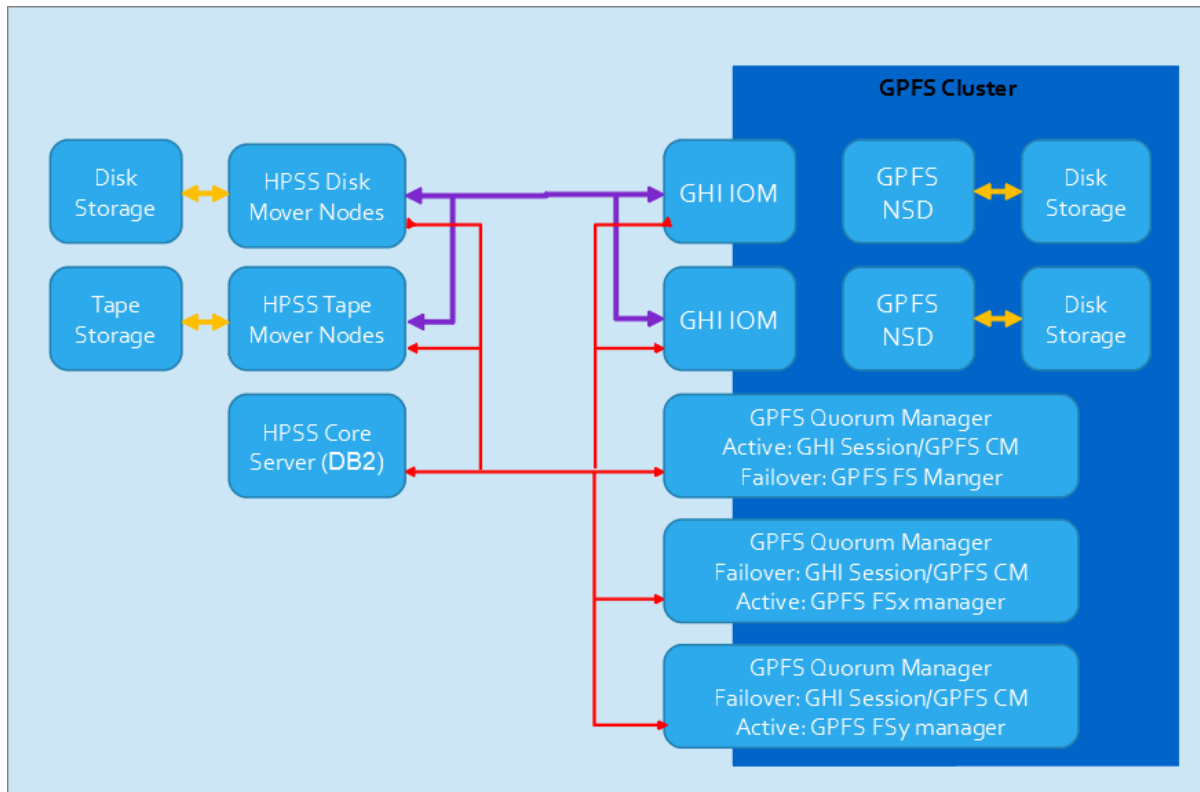 GPFS Cluster
Disk
Storage
HPSS Disk
Mover Nodes
GHI IOM
GPFS
NSD
Disk
Storage
Tape
Storage
HPSS Tape
Mover Nodes
GHI IOM
GPFS
NSD
Disk
Storage
HPSS Core
Server (DB2)
GPFS Quorum Manager
Active: GHI Session/GPFS CM
Failover: GPFS FS Manger
GPFS Quorum Manager
Failover: GHI Session/GPFS CM
Active: GPFS FSx manager
GPFS Quorum Manager
Failover: GHI Session/GPFS CM
Active: GPFS FSy manager